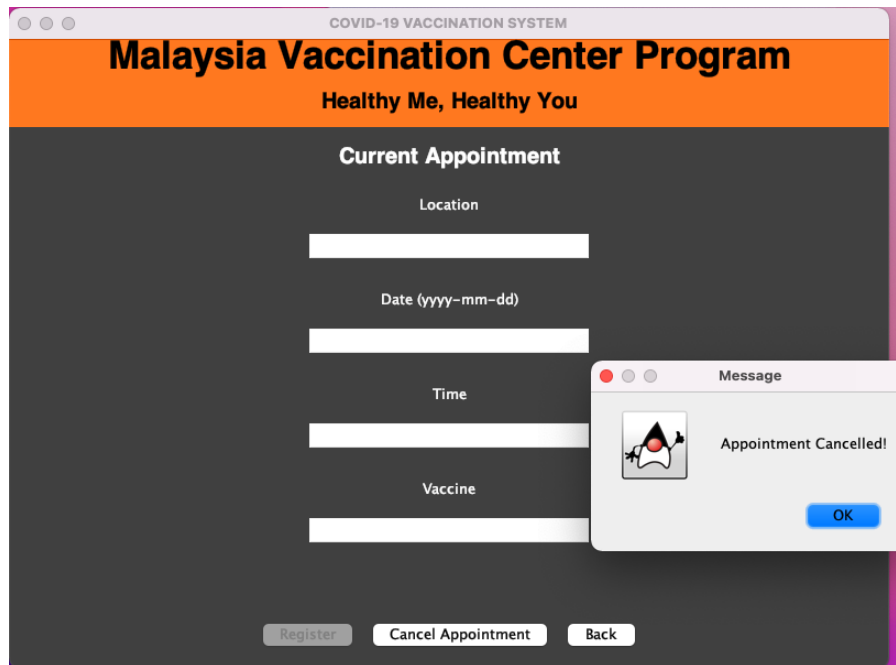 COVID-19 VACCINATION SYSTEM
Malaysia Vaccination Center Program
Healthy Me, Healthy You
Current Appointment
Location
Date (yyyy-mm-dd)
Time
Vaccine
Message
Appointment Cancelled!
OK
Register
Cancel Appointment
Back